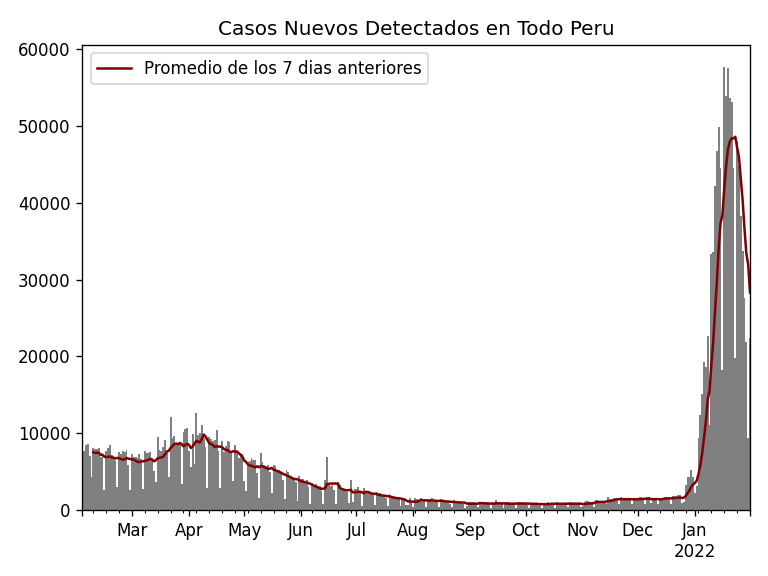 Casos Nuevos Detectados en Todo Peru
Promedio de los 7 dias anteriores
60000
50000
40000
30000
20000
10000
0
Mar Apr May Jun Jul Aug Sep Oct Nov Dec Jan
2022